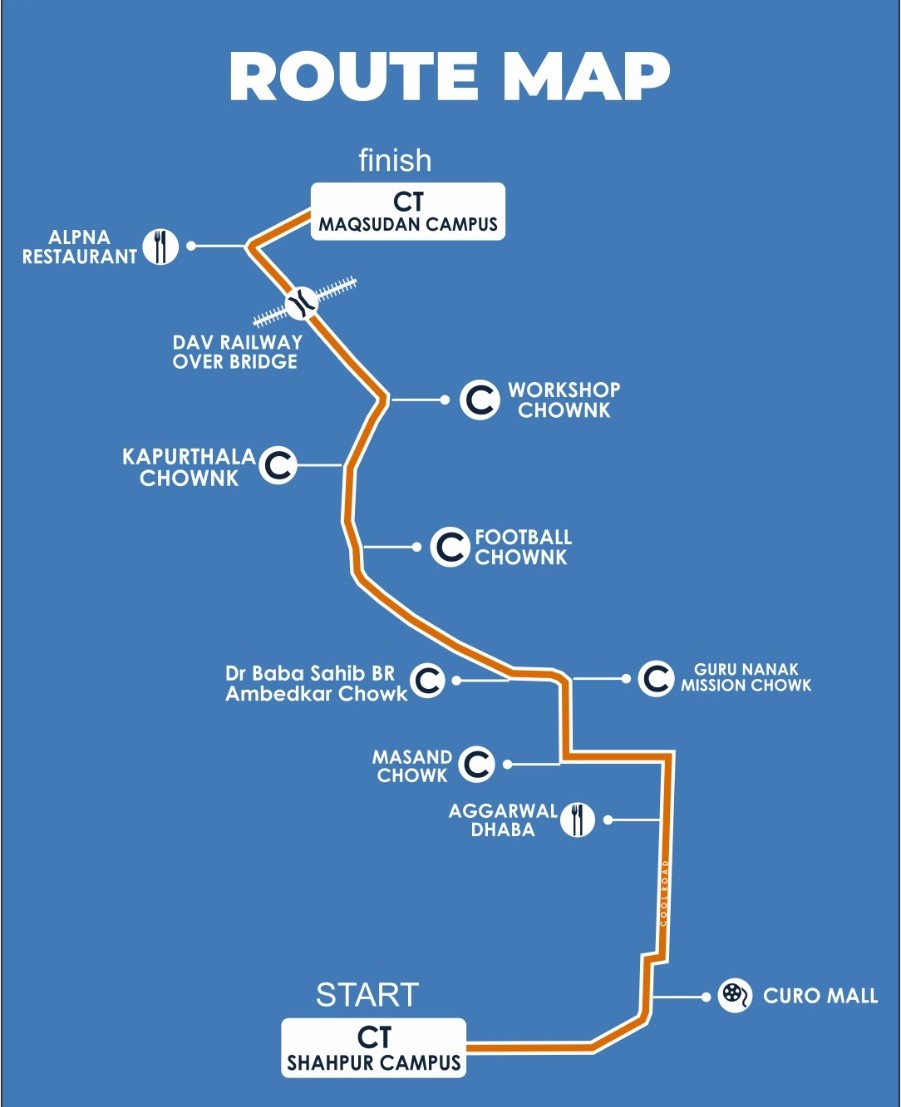 ROUTE MAP
finish
CT
MAQSUDAN CAMPUS
ALPNA
RESTAURANT
DAV RAILWAY
OVER BRIDGE
C
WORKSHOP
CHOWNK
KAPURTHALA
CHOWNK
C
C
FOOTBALL
CHOWNK
Dr Baba Sahib BR
Ambedkar Chowk
C
C
GURU NANAK
MISSION CHOWK
MASAND
CHOWK
C
AGGARWAL
DHABA
COOL ROAD
CURO MALL
START
CT
SHAHPUR CAMPUS